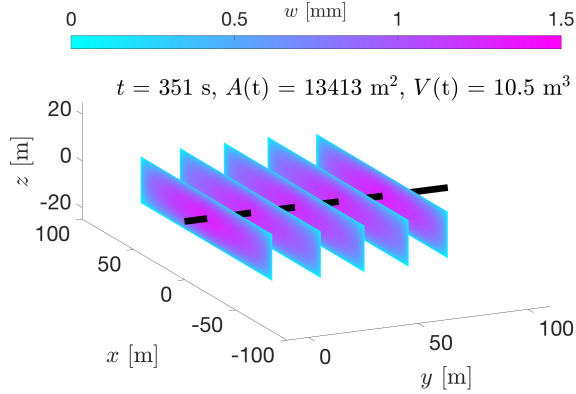 w [mm]
0 0.5 1 1.5
t = 351 s, A(t) = 13413 m², V(t) = 10.5 m³
20
0
-20
z [m]
100
50
0
-50
-100
x [m]
0
50
100
y [m]